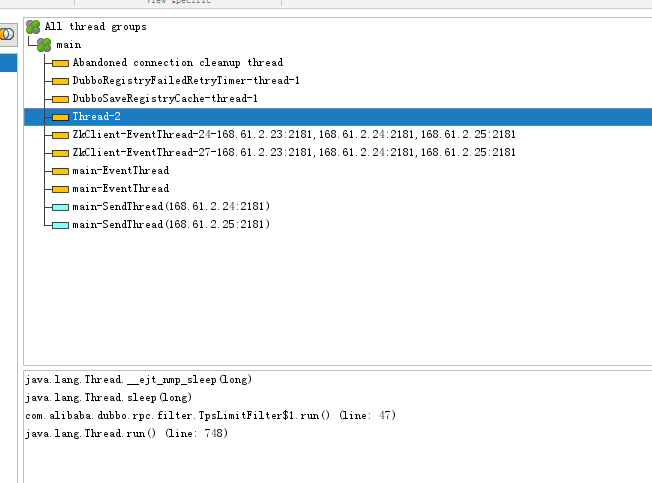 View specific
All thread groups
main
Abandoned connection cleanup thread
DubboRegistryFailedRetryTimer-thread-1
DubboSaveRegistryCache-thread-1
Thread-2
ZkClient-EventThread-24-168.61.2.23:2181,168.61.2.24:2181,168.61.2.25:2181
ZkClient-EventThread-27-168.61.2.23:2181,168.61.2.24:2181,168.61.2.25:2181
main-EventThread
main-EventThread
main-SendThread(168.61.2.24:2181)
main-SendThread(168.61.2.25:2181)
java.lang.Thread.__ejt_nmp_sleep(long)
java.lang.Thread.sleep(long)
com.alibaba.dubbo.rpc.filter.TpsLimitFilter$1.run() (line: 47)
java.lang.Thread.run() (line: 748)